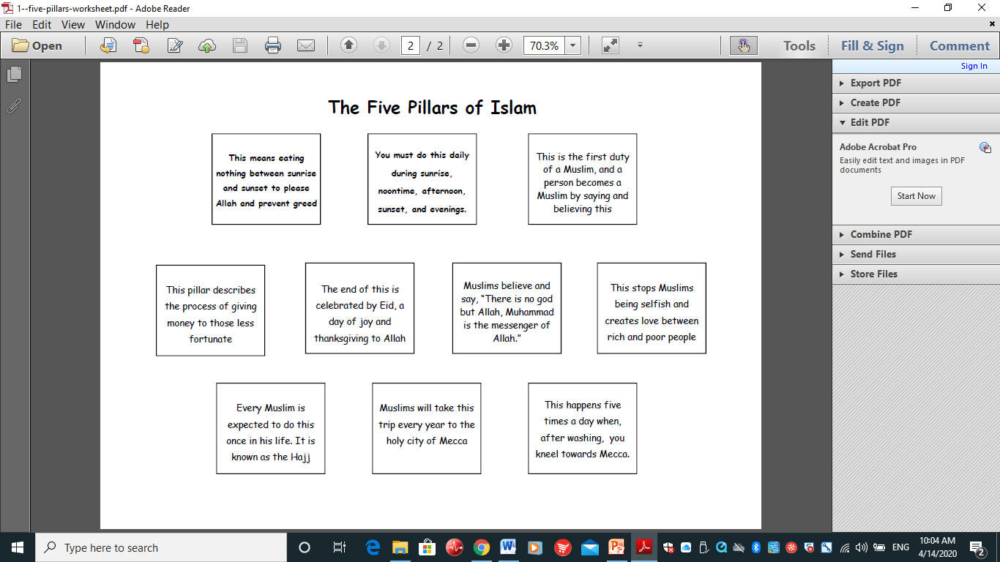 1--five-pillars-worksheet.pdf - Adobe Reader
File Edit View Window Help
Open
2 / 2
70.3%
Tools
Fill & Sign
Comment
Sign In
Export PDF
Create PDF
Edit PDF
Adobe Acrobat Pro
Easily edit text and images in PDF
documents
Start Now
Combine PDF
Send Files
Store Files
The Five Pillars of Islam
This means eating
nothing between sunrise
and sunset to please
Allah and prevent greed
You must do this daily
during sunrise,
noontime, afternoon,
sunset, and evenings.
This is the first duty
of a Muslim, and a
person becomes a
Muslim by saying and
believing this
This pillar describes
the process of giving
money to those less
fortunate
The end of this is
celebrated by Eid, a
day of joy and
thanksgiving to Allah
Muslims believe and
say, “There is no god
but Allah, Muhammad
is the messenger of
Allah.”
This stops Muslims
being selfish and
creates love between
rich and poor people
Every Muslim is
expected to do this
once in his life. It is
known as the Hajj
Muslims will take this
trip every year to the
holy city of Mecca
This happens five
times a day when,
after washing, you
kneel towards Mecca.
Type here to search
ENG
10:04 AM
4/14/2020
2